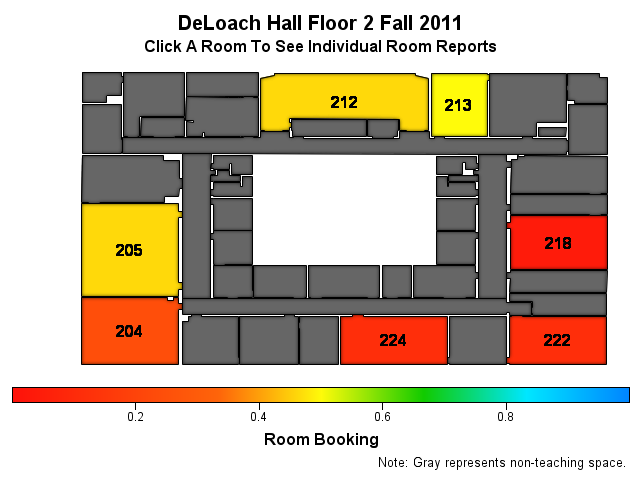 DeLoach Hall Floor 2 Fall 2011
Click A Room To See Individual Room Reports
212
213
205
218
204
224
222
0.2
0.4
0.6
0.8
Room Booking
Note: Gray represents non-teaching space.